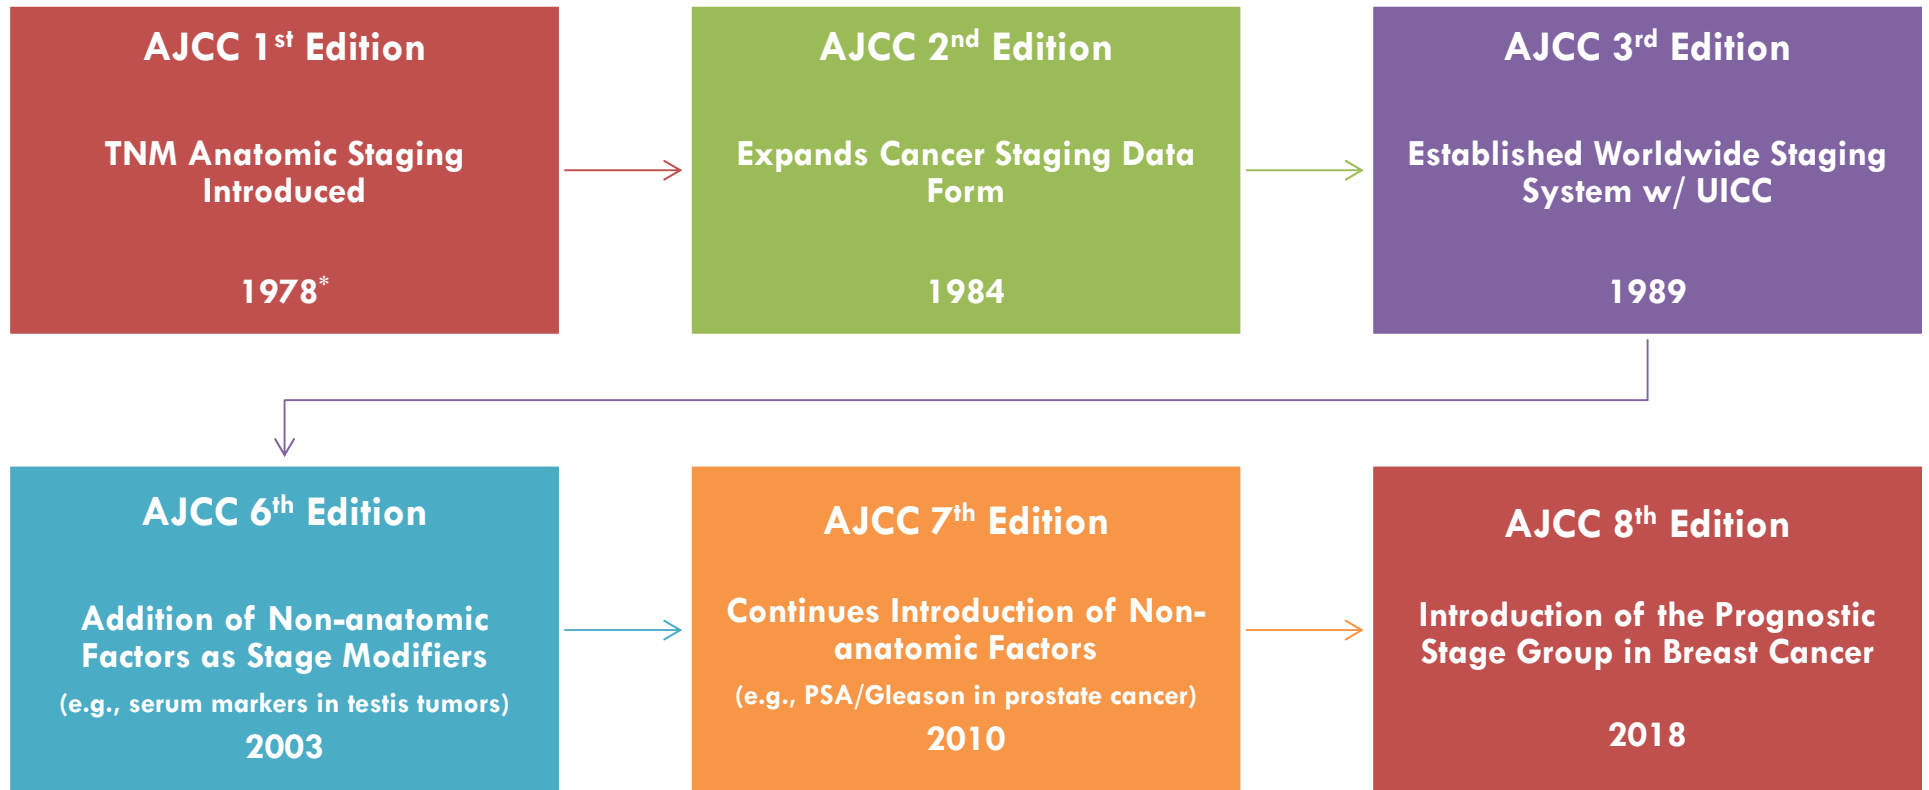 AJCC 1st Edition
TNM Anatomic Staging
Introduced
1978*
AJCC 2nd Edition
Expands Cancer Staging Data
Form
1984
AJCC 3rd Edition
Established Worldwide Staging
System w/ UICC
1989
AJCC 6th Edition
Addition of Non-anatomic
Factors as Stage Modifiers
(e.g., serum markers in testis tumors)
2003
AJCC 7th Edition
Continues Introduction of Non-
anatomic Factors
(e.g., PSA/Gleason in prostate cancer)
2010
AJCC 8th Edition
Introduction of the Prognostic
Stage Group in Breast Cancer
2018